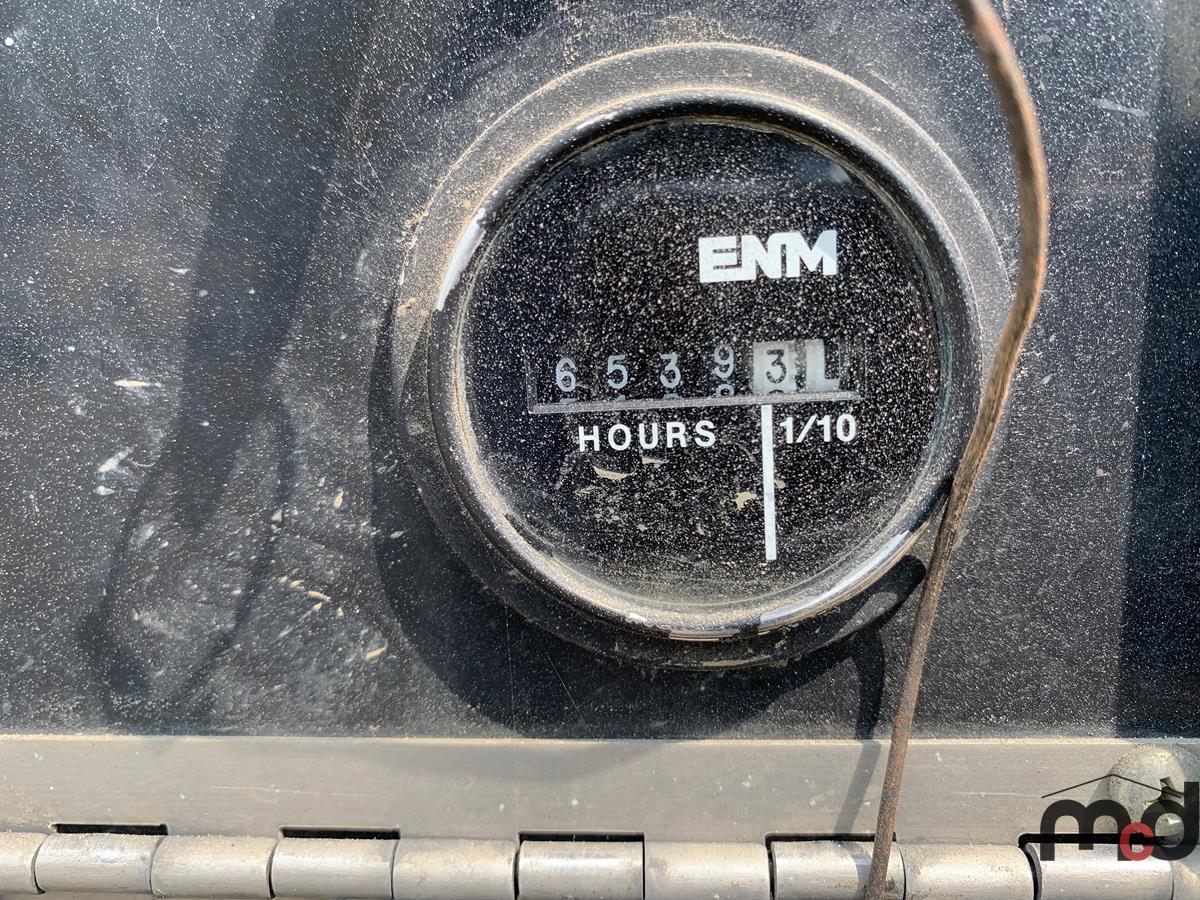 ENM
6 5 3 9 3
HOURS 1/10
mcd